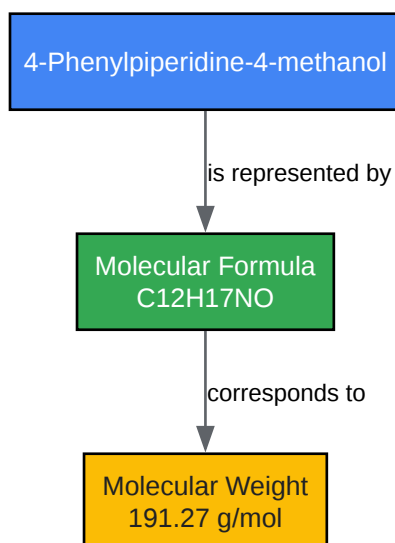 4-Phenylpiperidine-4-methanol
is represented by
Molecular Formula
C12H17NO
corresponds to
Molecular Weight
191.27 g/mol